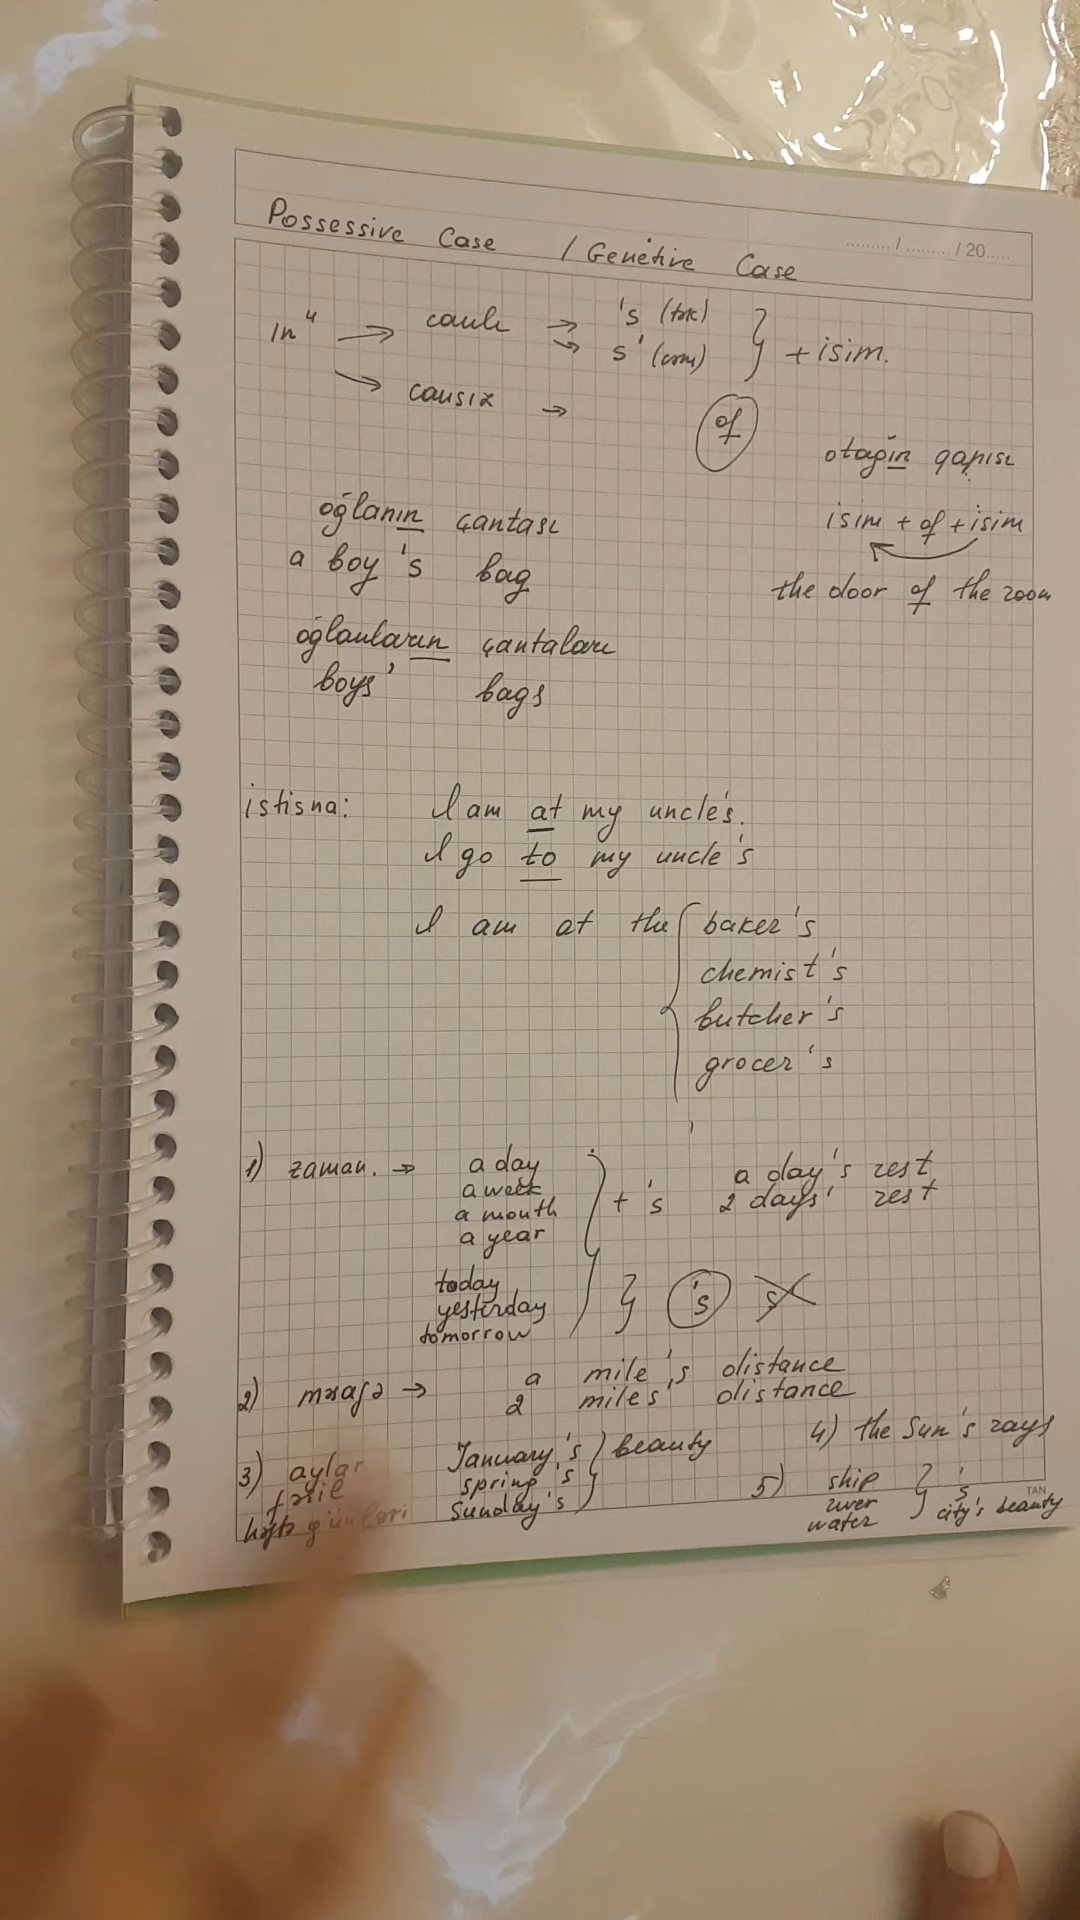 Possessive Case / Genetive Case
........./........./20.....
ın⁴ → canlı → 's (tək)
→ s' (cəm) } + isim.
→ cansız → of
otağın qapısı
isim + of + isim
the door of the room
oğlanın çantası
a boy's bag
oğlanların çantaları
boys' bags
istisna: I am at my uncle's.
I go to my uncle's
I am at the { baker's
chemist's
butcher's
grocer's
1) zaman. → a day
a week
a month
a year
} + 's
a day's rest
2 days' rest
today
yesterday
tomorrow
} 's s'
2) məsafə → a mile's distance
2 miles' distance
3) aylar January's } beauty
fəsil spring's
həftə günləri Sunday's
4) the Sun's rays
5) ship } 's
river city's beauty
water
TAN